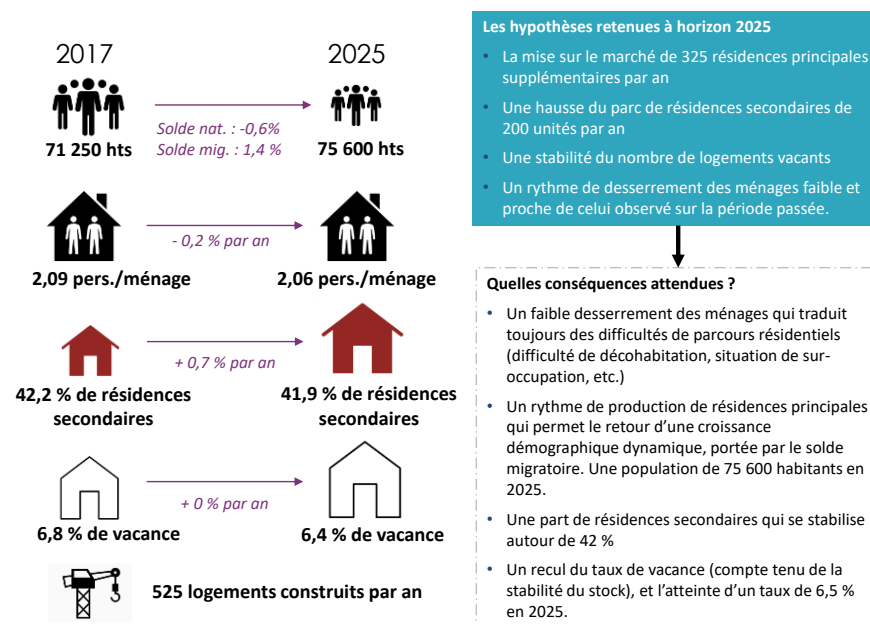 2017
2025
Solde nat. : -0,6%
Solde mig. : 1,4 %
71 250 hts
75 600 hts
- 0,2 % par an
2,09 pers./ménage
2,06 pers./ménage
+ 0,7 % par an
42,2 % de résidences
secondaires
41,9 % de résidences
secondaires
+ 0 % par an
6,8 % de vacance
6,4 % de vacance
525 logements construits par an
Les hypothèses retenues à horizon 2025
• La mise sur le marché de 325 résidences principales
supplémentaires par an
• Une hausse du parc de résidences secondaires de
200 unités par an
• Une stabilité du nombre de logements vacants
• Un rythme de desserrement des ménages faible et
proche de celui observé sur la période passée.
Quelles conséquences attendues ?
• Un faible desserrement des ménages qui traduit
toujours des difficultés de parcours résidentiels
(difficulté de décohabitation, situation de sur-
occupation, etc.)
• Un rythme de production de résidences principales
qui permet le retour d’une croissance
démographique dynamique, portée par le solde
migratoire. Une population de 75 600 habitants en
2025.
• Une part de résidences secondaires qui se stabilise
autour de 42 %
• Un recul du taux de vacance (compte tenu de la
stabilité du stock), et l’atteinte d’un taux de 6,5 %
en 2025.